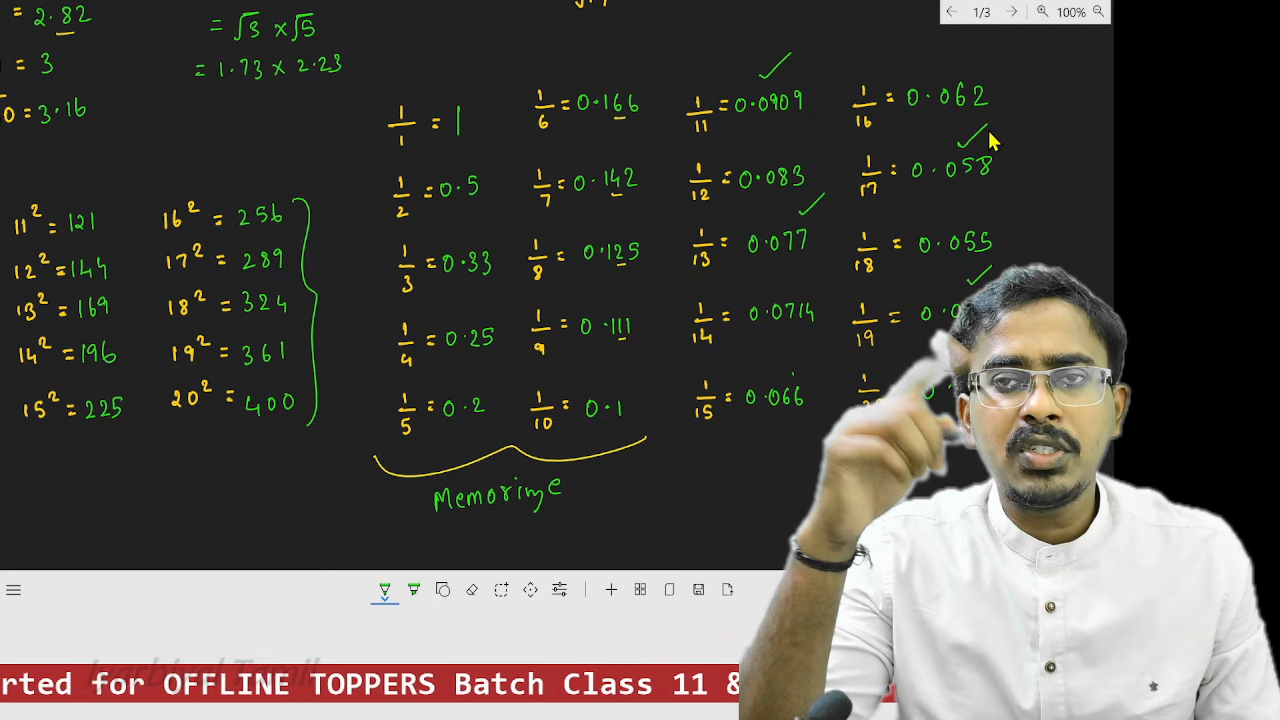 = 2.82
= √3 × √5
1/3
100%
= 3
= 1.73 × 2.23
= 3.16
1/1 = 1
1/6 = 0.166
1/11 = 0.0909
1/16 = 0.062
1/2 = 0.5
1/7 = 0.142
1/12 = 0.083
1/17 = 0.058
11² = 121
16² = 256
1/3 = 0.33
1/8 = 0.125
1/13 = 0.077
1/18 = 0.055
12² = 144
17² = 289
13² = 169
18² = 324
1/4 = 0.25
1/9 = 0.111
1/14 = 0.0714
1/19 = 0.0
14² = 196
19² = 361
15² = 225
20² = 400
1/5 = 0.2
1/10 = 0.1
1/15 = 0.066
Iyarbiyal Tamil
rted for OFFLINE TOPPERS Batch Class 11 &